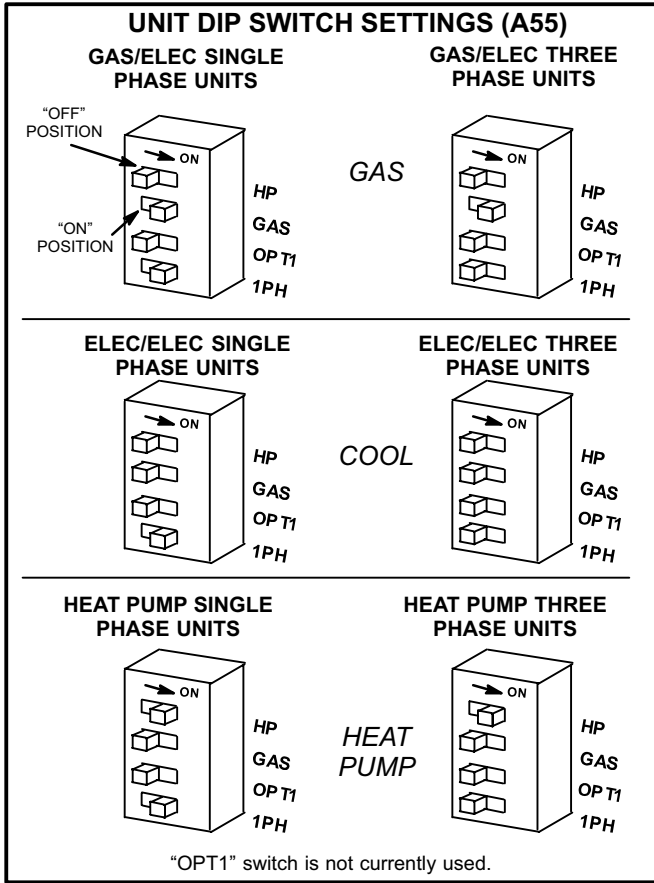 UNIT DIP SWITCH SETTINGS (A55)
GAS/ELEC SINGLE
PHASE UNITS
GAS/ELEC THREE
PHASE UNITS
"OFF"
POSITION
"ON"
POSITION
ON
HP
GAS
OPT1
1PH
GAS
ON
HP
GAS
OPT1
1PH
ELEC/ELEC SINGLE
PHASE UNITS
ELEC/ELEC THREE
PHASE UNITS
ON
HP
GAS
OPT1
1PH
COOL
ON
HP
GAS
OPT1
1PH
HEAT PUMP SINGLE
PHASE UNITS
HEAT PUMP THREE
PHASE UNITS
ON
HP
GAS
OPT1
1PH
HEAT
PUMP
ON
HP
GAS
OPT1
1PH
"OPT1" switch is not currently used.